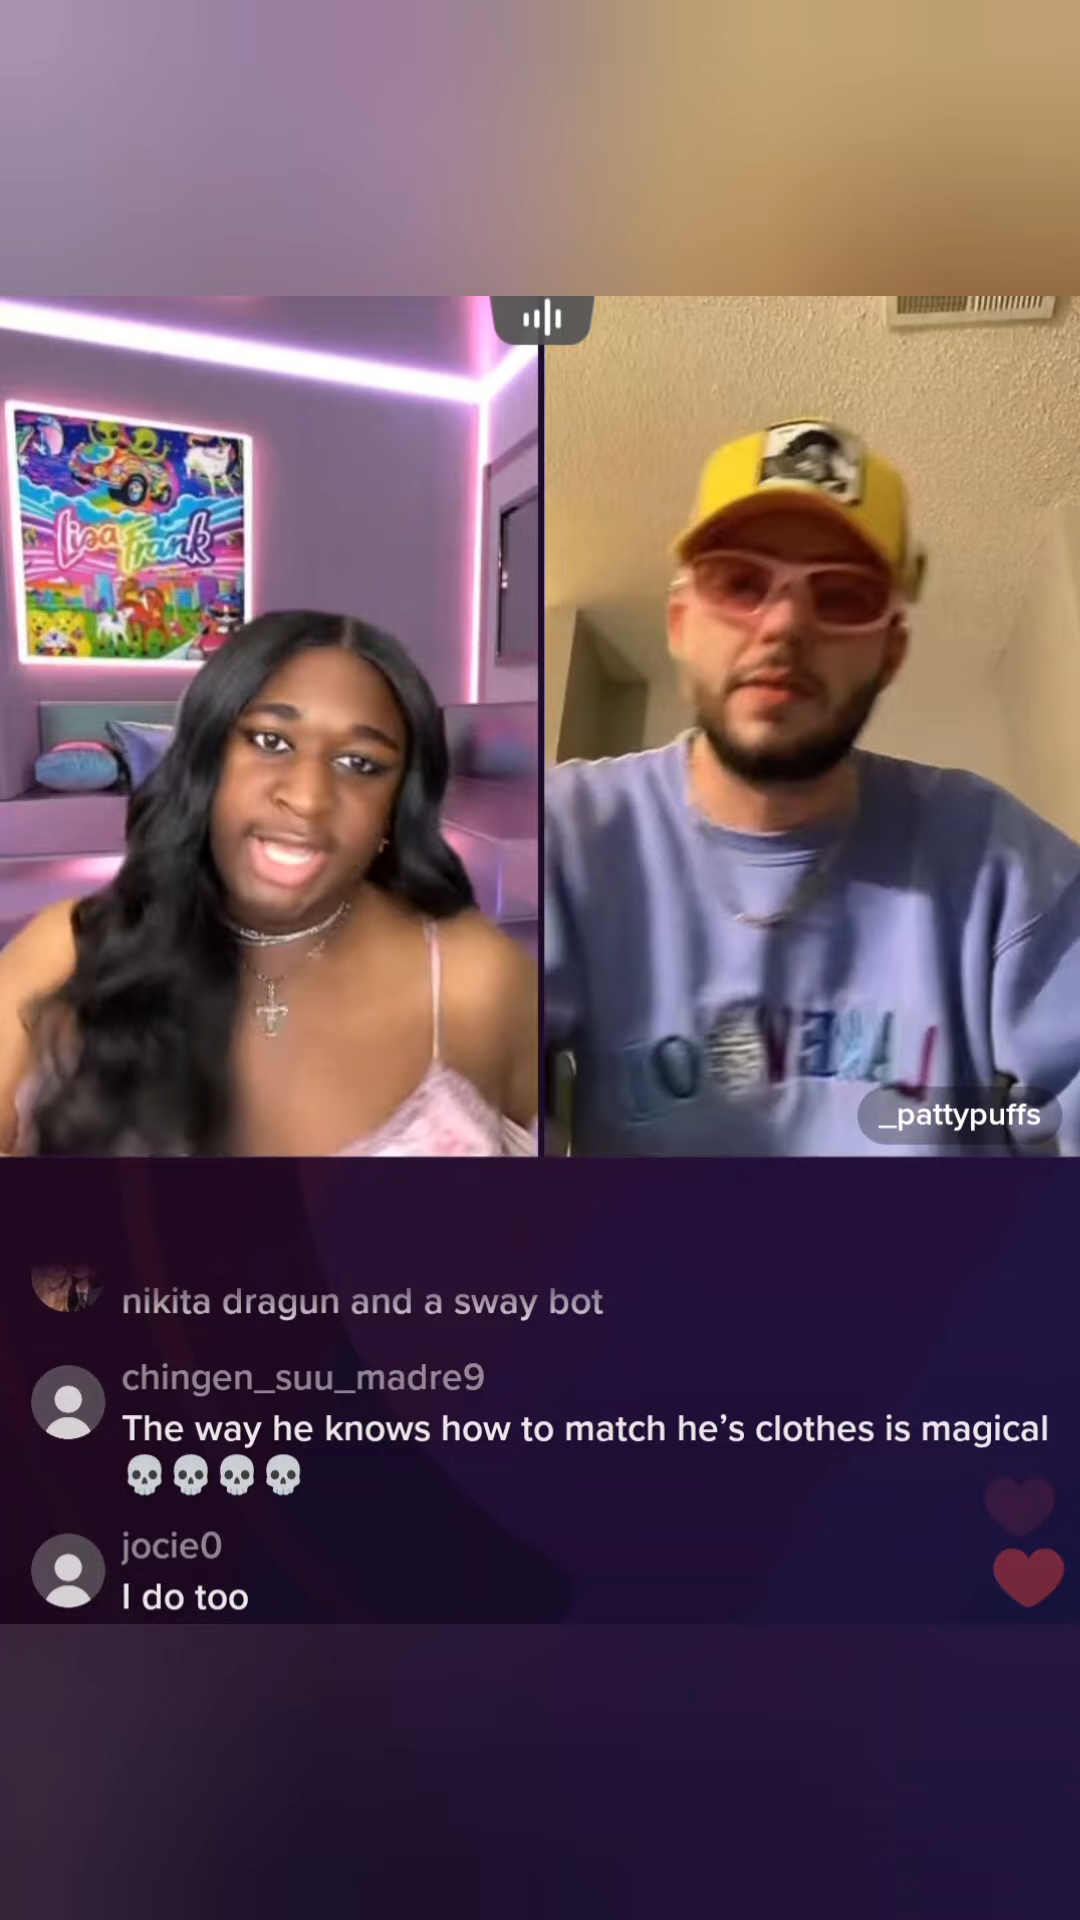 Lisa Frank
_pattypuffs
nikita dragun and a sway bot
chingen_suu_madre9
The way he knows how to match he’s clothes is magical
💀💀💀💀
jocie0
I do too